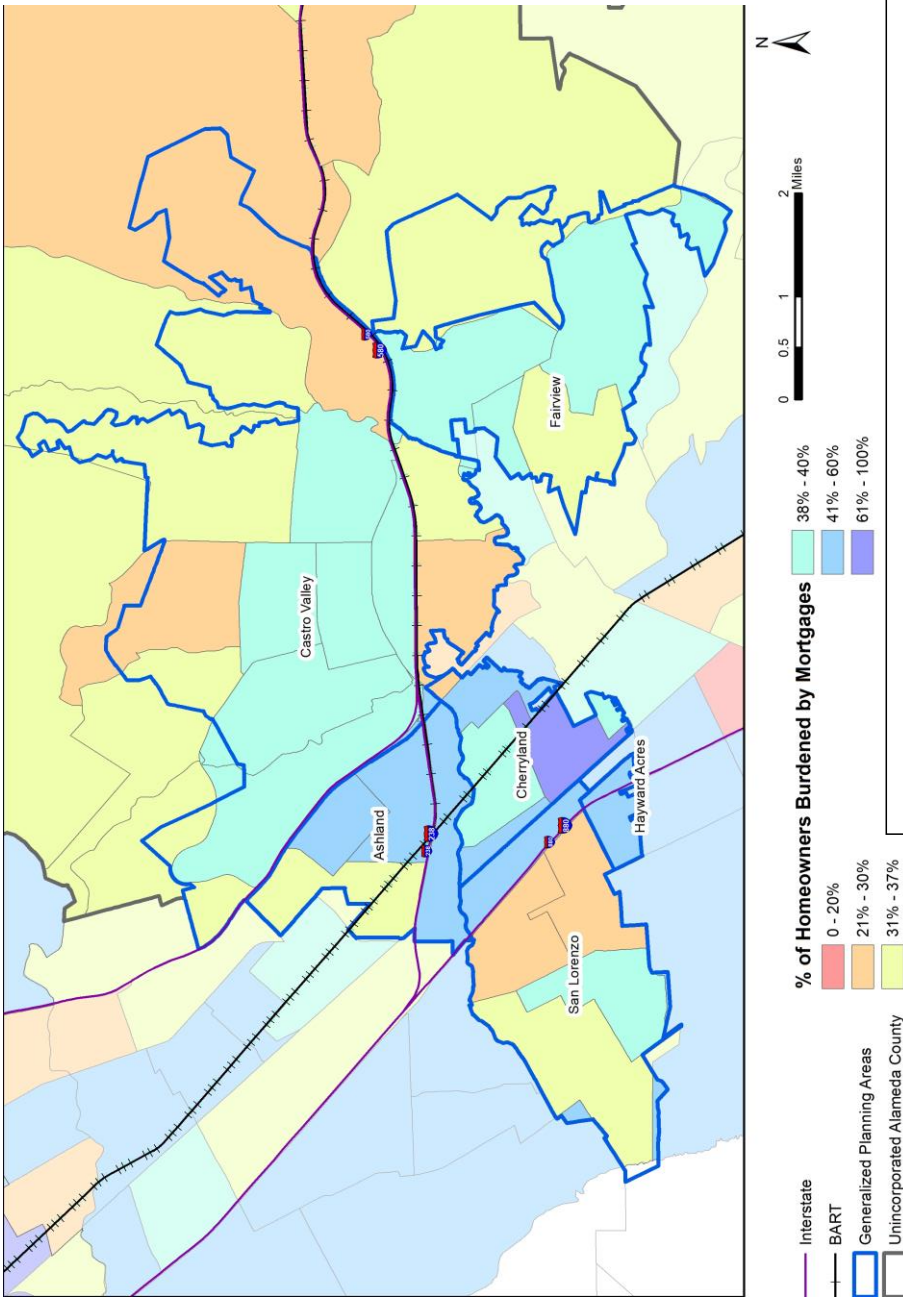 Castro Valley
Ashland
Cherryland
Fairview
San Lorenzo
Hayward Acres
580
238
880
N
0 0.5 1 2 Miles
Interstate
BART
Generalized Planning Areas
Unincorporated Alameda County
% of Homeowners Burdened by Mortgages
0 - 20%
21% - 30%
31% - 37%
38% - 40%
41% - 60%
61% - 100%